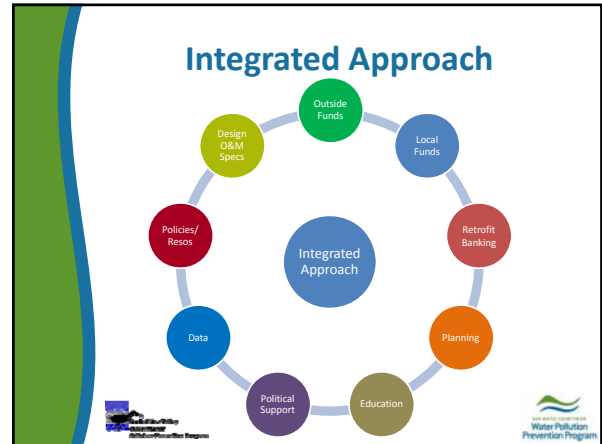 Integrated Approach
Outside
Funds
Local
Funds
Retrofit
Banking
Planning
Education
Political
Support
Data
Policies/
Resos
Design
O&M
Specs
Integrated
Approach
Water Pollution
Prevention Program